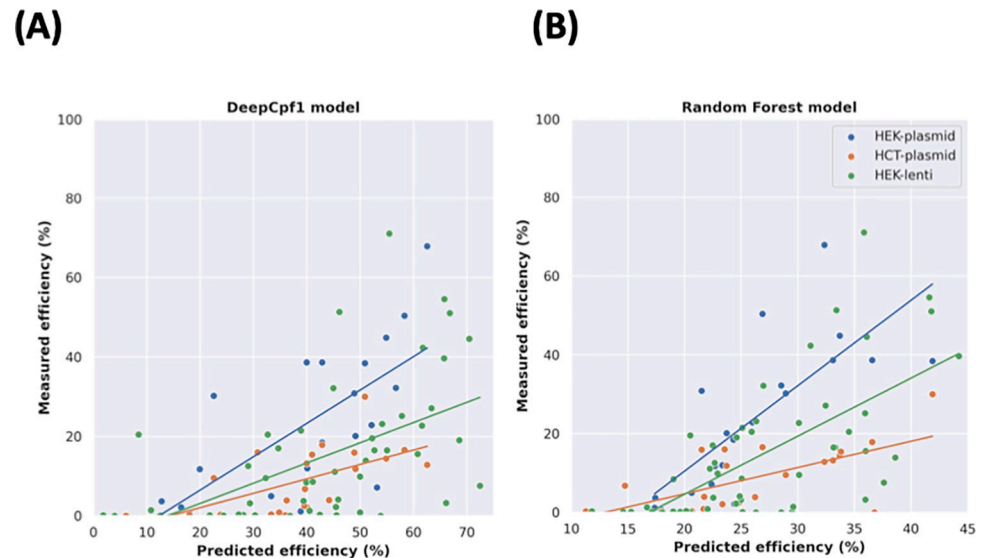 (A)
(B)
DeepCpf1 model
100
80
60
40
20
0
Measured efficiency (%)
0 10 20 30 40 50 60 70
Predicted efficiency (%)
Random Forest model
100
80
60
40
20
0
Measured efficiency (%)
HEK-plasmid
HCT-plasmid
HEK-lenti
10 15 20 25 30 35 40 45
Predicted efficiency (%)